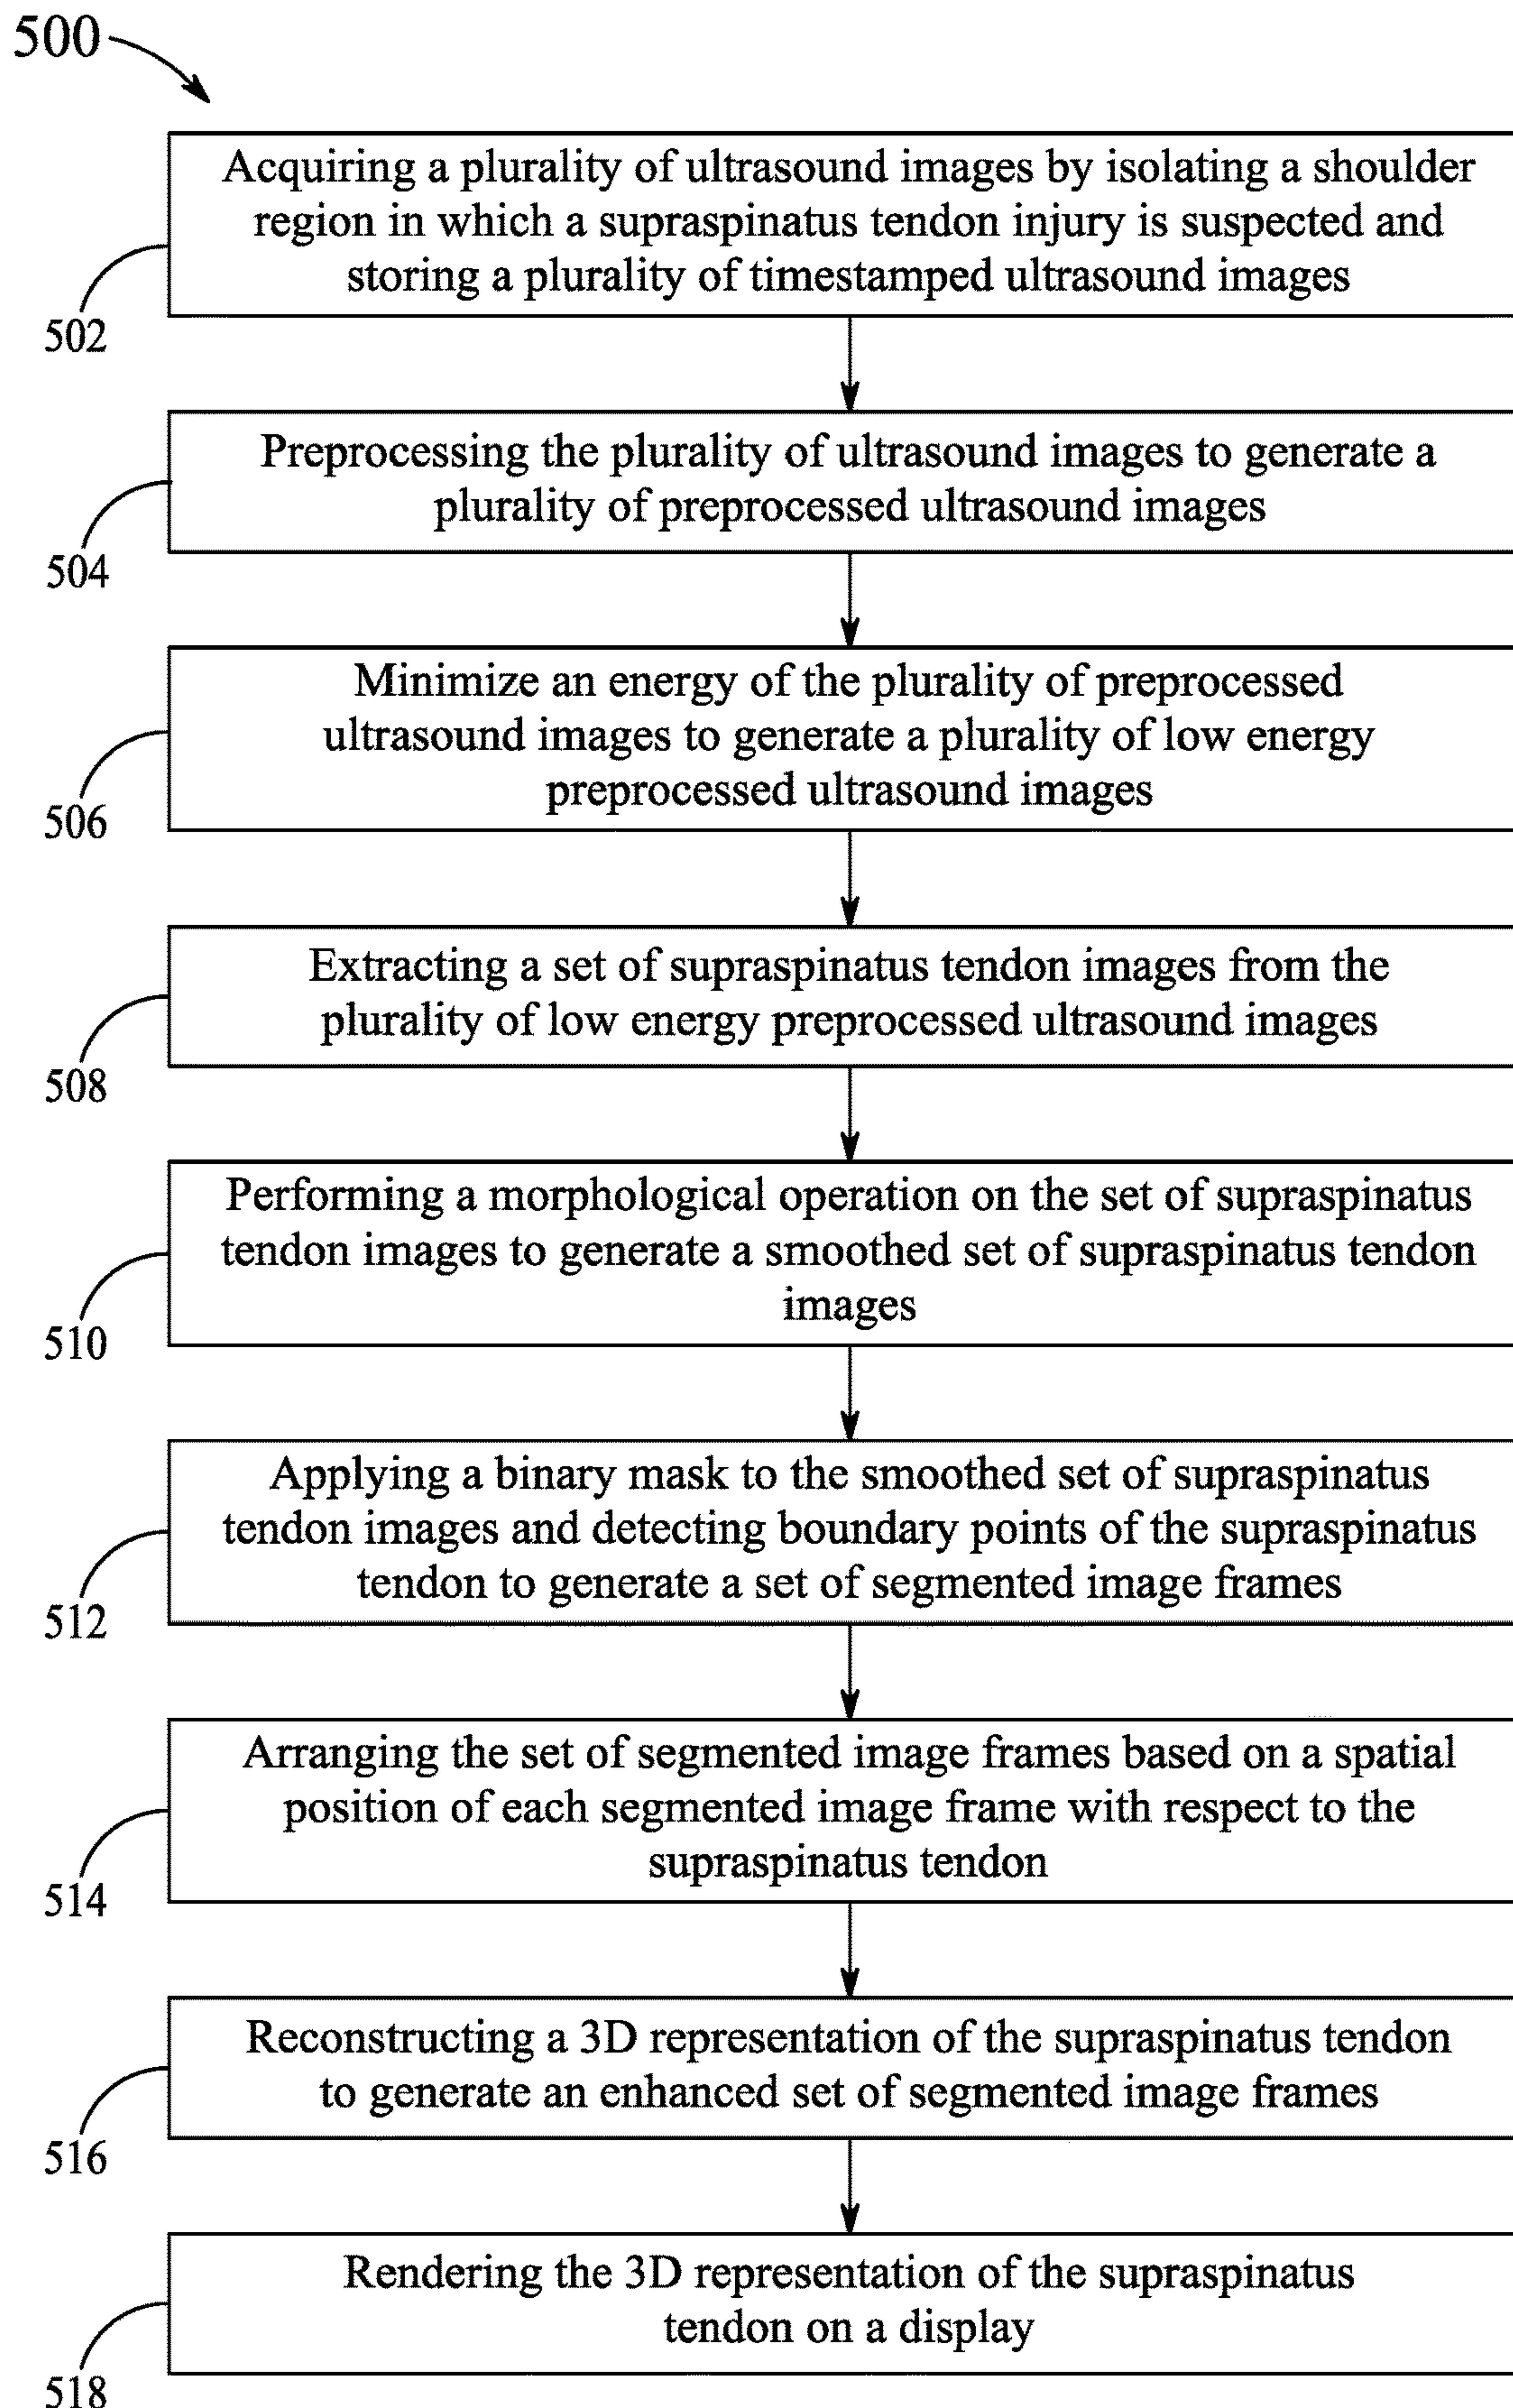 500
Acquiring a plurality of ultrasound images by isolating a shoulder
region in which a supraspinatus tendon injury is suspected and
storing a plurality of timestamped ultrasound images
502
Preprocessing the plurality of ultrasound images to generate a
plurality of preprocessed ultrasound images
504
Minimize an energy of the plurality of preprocessed
ultrasound images to generate a plurality of low energy
preprocessed ultrasound images
506
Extracting a set of supraspinatus tendon images from the
plurality of low energy preprocessed ultrasound images
508
Performing a morphological operation on the set of supraspinatus
tendon images to generate a smoothed set of supraspinatus tendon
images
510
Applying a binary mask to the smoothed set of supraspinatus
tendon images and detecting boundary points of the supraspinatus
tendon to generate a set of segmented image frames
512
Arranging the set of segmented image frames based on a spatial
position of each segmented image frame with respect to the
supraspinatus tendon
514
Reconstructing a 3D representation of the supraspinatus tendon
to generate an enhanced set of segmented image frames
516
Rendering the 3D representation of the supraspinatus
tendon on a display
518